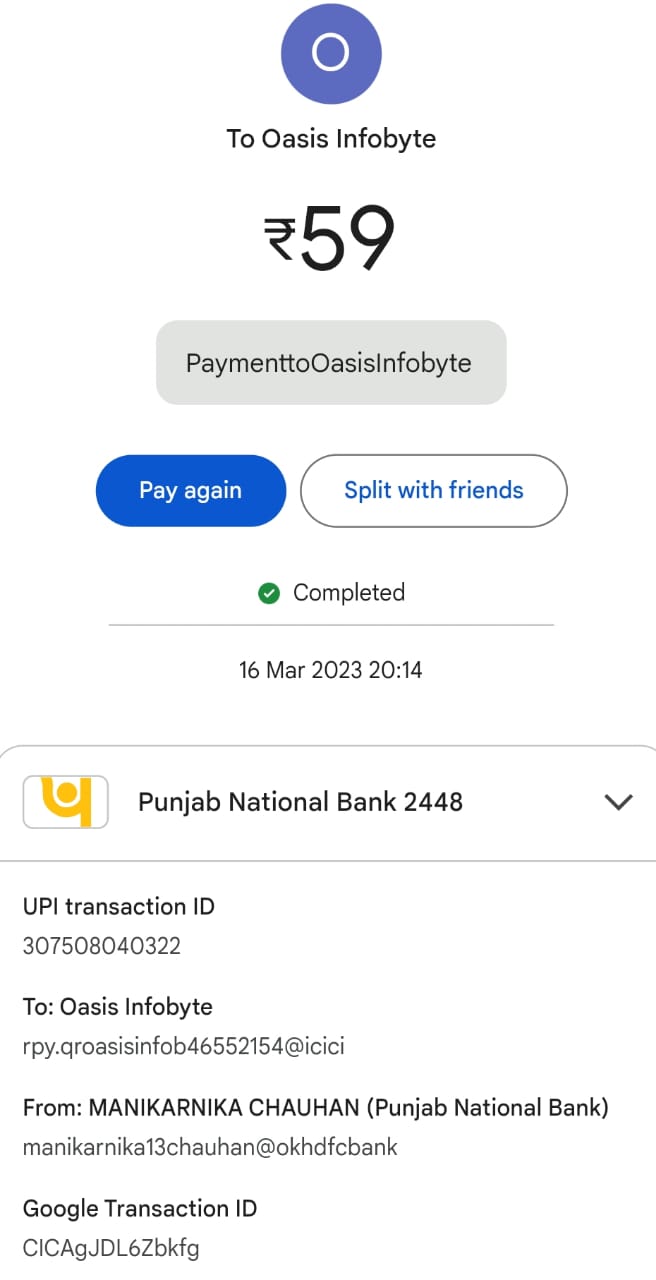 O
To Oasis Infobyte
₹59
PaymenttoOasisInfobyte
Pay again
Split with friends
Completed
16 Mar 2023 20:14
Punjab National Bank 2448
UPI transaction ID
307508040322
To: Oasis Infobyte
rpy.qroasisinfob46552154@icici
From: MANIKARNIKA CHAUHAN (Punjab National Bank)
manikarnika13chauhan@okhdfcbank
Google Transaction ID
CICAgJDL6Zbkfg